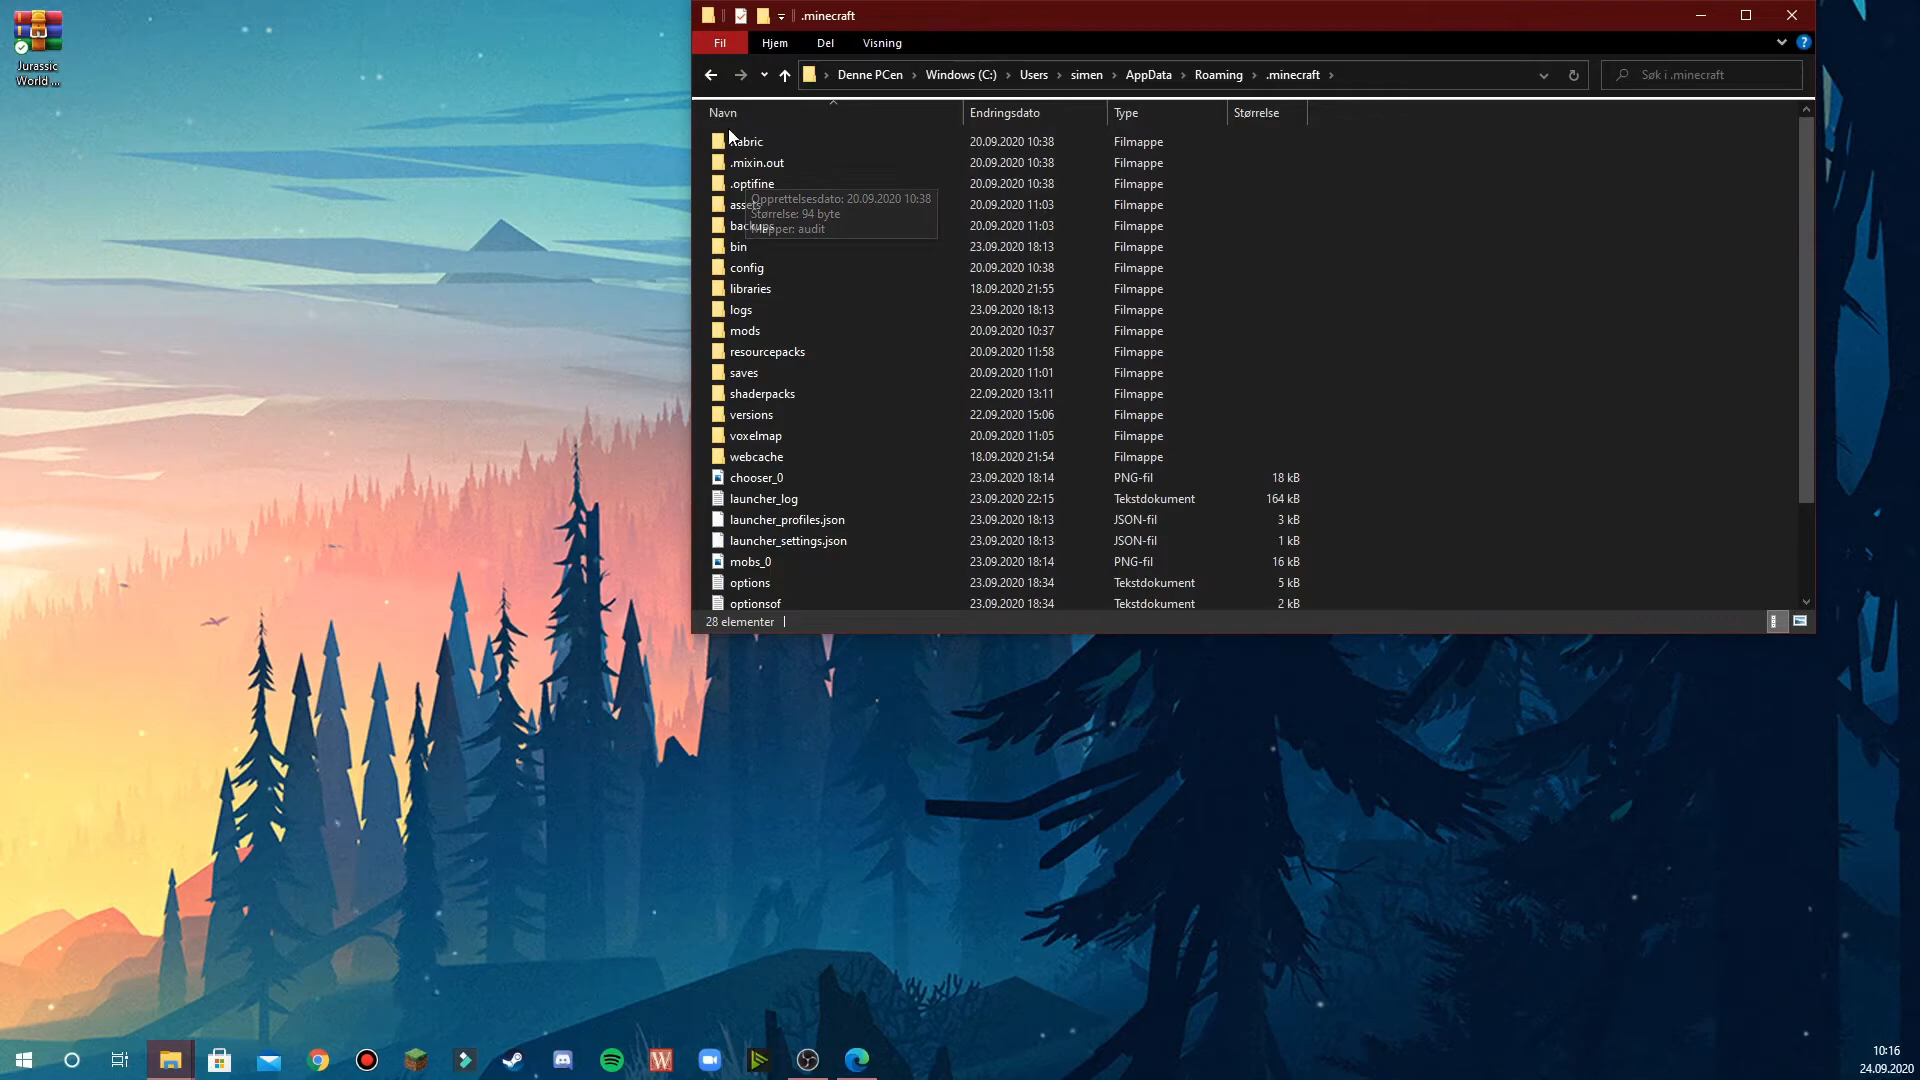 Jurassic
World ...
.minecraft
Fil Hjem Del Visning
Denne PCen Windows (C:) Users simen AppData Roaming .minecraft Søk i .minecraft
Navn Endringsdato Type Størrelse
.fabric 20.09.2020 10:38 Filmappe
.mixin.out 20.09.2020 10:38 Filmappe
.optifine 20.09.2020 10:38 Filmappe
Opprettelsesdato: 20.09.2020 10:38
assets 20.09.2020 11:03 Filmappe
Størrelse: 94 byte
backups 20.09.2020 11:03 Filmappe
Mapper: audit
bin 23.09.2020 18:13 Filmappe
config 20.09.2020 10:38 Filmappe
libraries 18.09.2020 21:55 Filmappe
logs 23.09.2020 18:13 Filmappe
mods 20.09.2020 10:37 Filmappe
resourcepacks 20.09.2020 11:58 Filmappe
saves 20.09.2020 11:01 Filmappe
shaderpacks 22.09.2020 13:11 Filmappe
versions 22.09.2020 15:06 Filmappe
voxelmap 20.09.2020 11:05 Filmappe
webcache 18.09.2020 21:54 Filmappe
chooser_0 23.09.2020 18:14 PNG-fil 18 kB
launcher_log 23.09.2020 22:15 Tekstdokument 164 kB
launcher_profiles.json 23.09.2020 18:13 JSON-fil 3 kB
launcher_settings.json 23.09.2020 18:13 JSON-fil 1 kB
mobs_0 23.09.2020 18:14 PNG-fil 16 kB
options 23.09.2020 18:34 Tekstdokument 5 kB
optionsof 23.09.2020 18:34 Tekstdokument 2 kB
28 elementer
10:16
24.09.2020